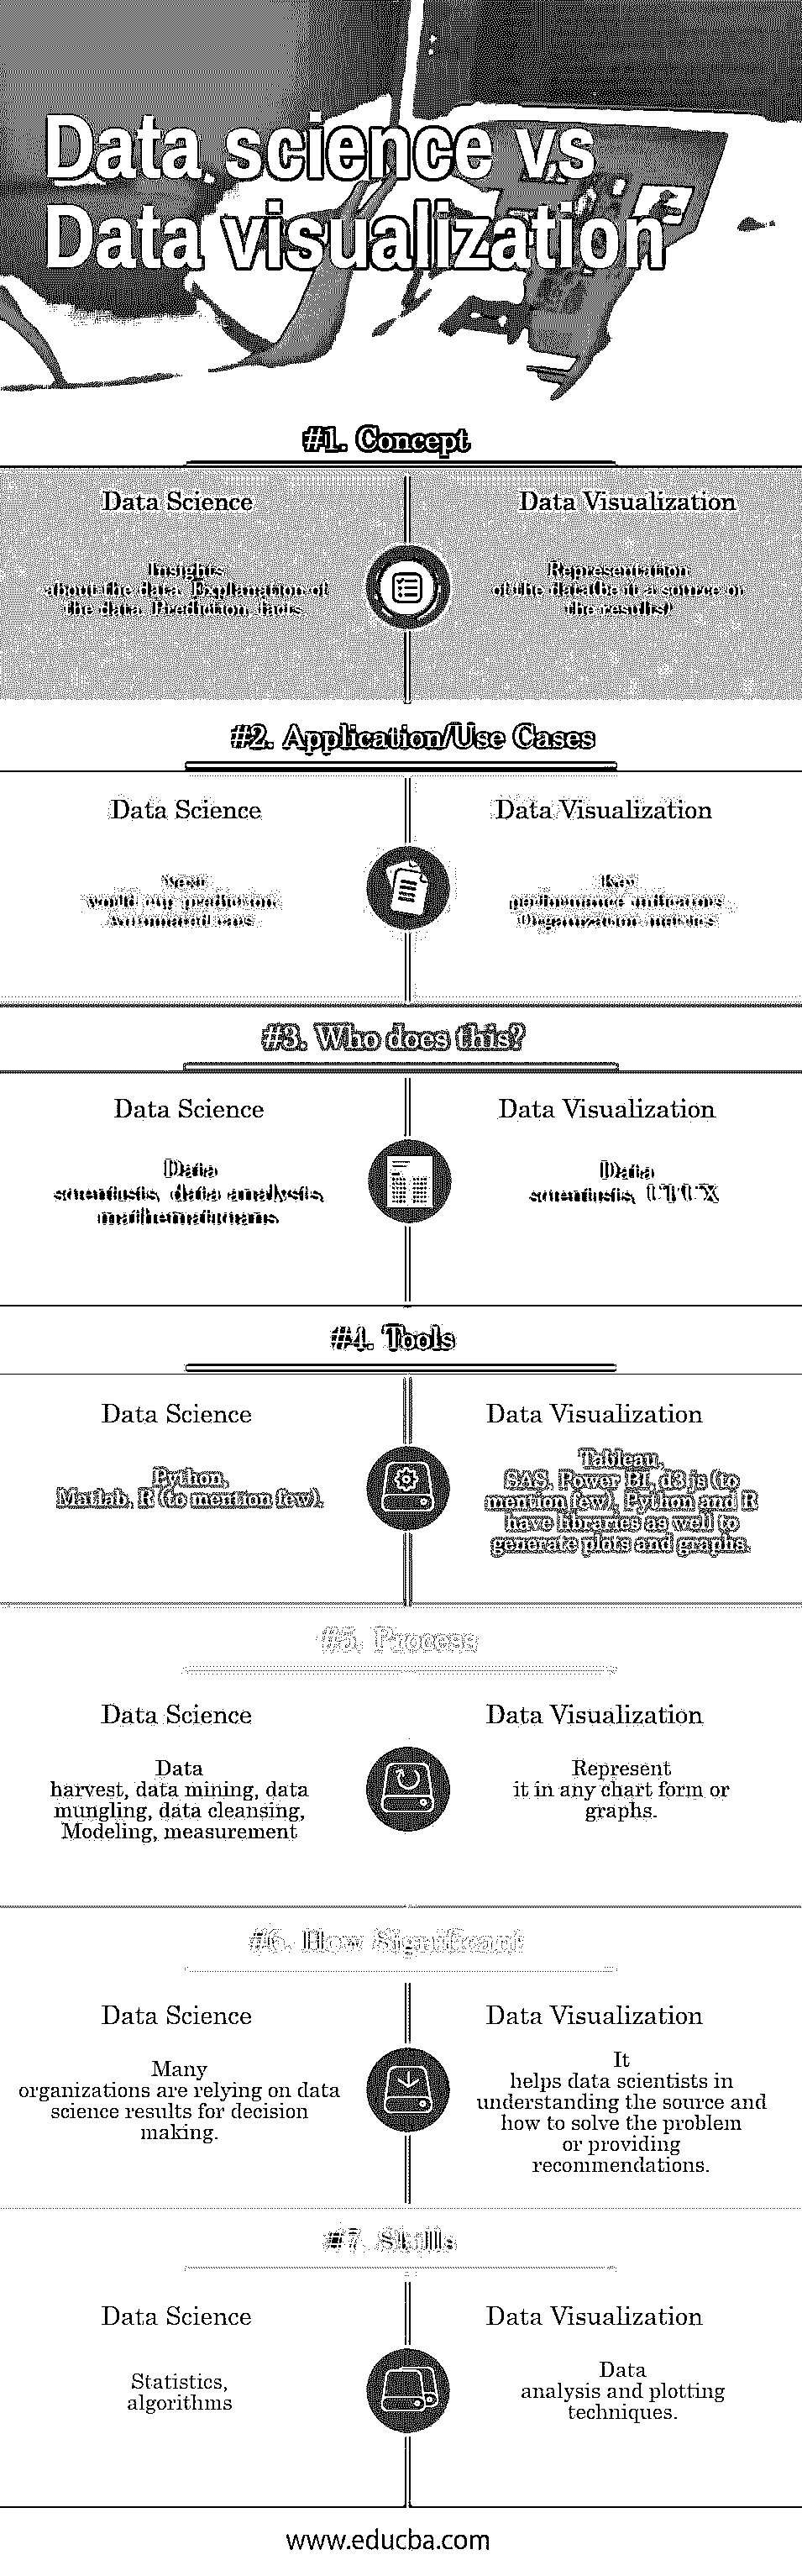 Data science vs
Data visualization
#1. Concept
Data Science
Data Visualization
Insights
about the data. Explanation of
the data. Prediction, facts
Representation
of the data(be it a source or
the results)
#2. Application/Use Cases
Data Science
Data Visualization
would cup prediction
Automated cars
Key
performance indicators
Organization metrics
#3. Who does this?
Data Science
Data Visualization
Data
scientists, data analysts,
mathematicians
Data
scientists, UI/UX
#4. Tools
Data Science
Data Visualization
Python,
Matlab, R (to mention few).
Tableau,
SAS, Power BI, d3 js (to
mention few), Python and R
have libraries as well to
generate plots and graphs.
#5. Process
Data Science
Data Visualization
Data
harvest, data mining, data
mungling, data cleansing,
Modeling, measurement
Represent
it in any chart form or
graphs.
#6. How Significant
Data Science
Data Visualization
Many
organizations are relying on data
science results for decision
making.
It
helps data scientists in
understanding the source and
how to solve the problem
or providing
recommendations.
#7. Skills
Data Science
Data Visualization
Statistics,
algorithms
Data
analysis and plotting
techniques.
www.educba.com